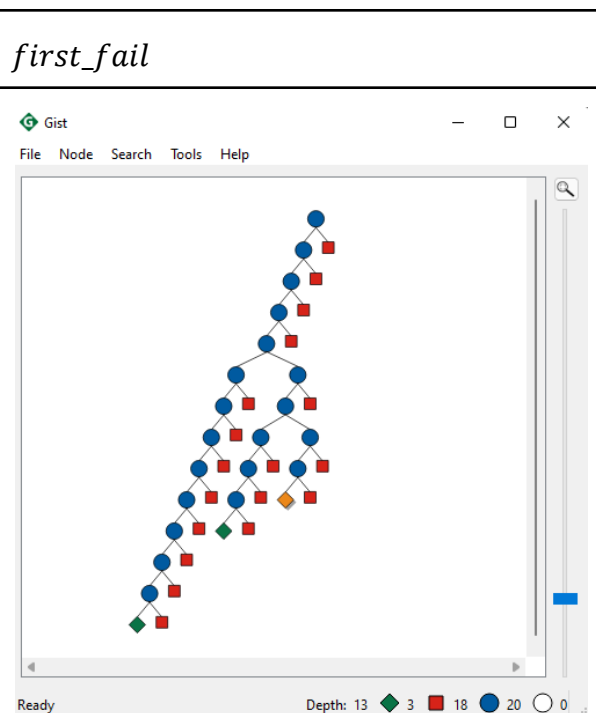 first_fail
Gist
File Node Search Tools Help
Ready Depth: 13 3 18 20 0